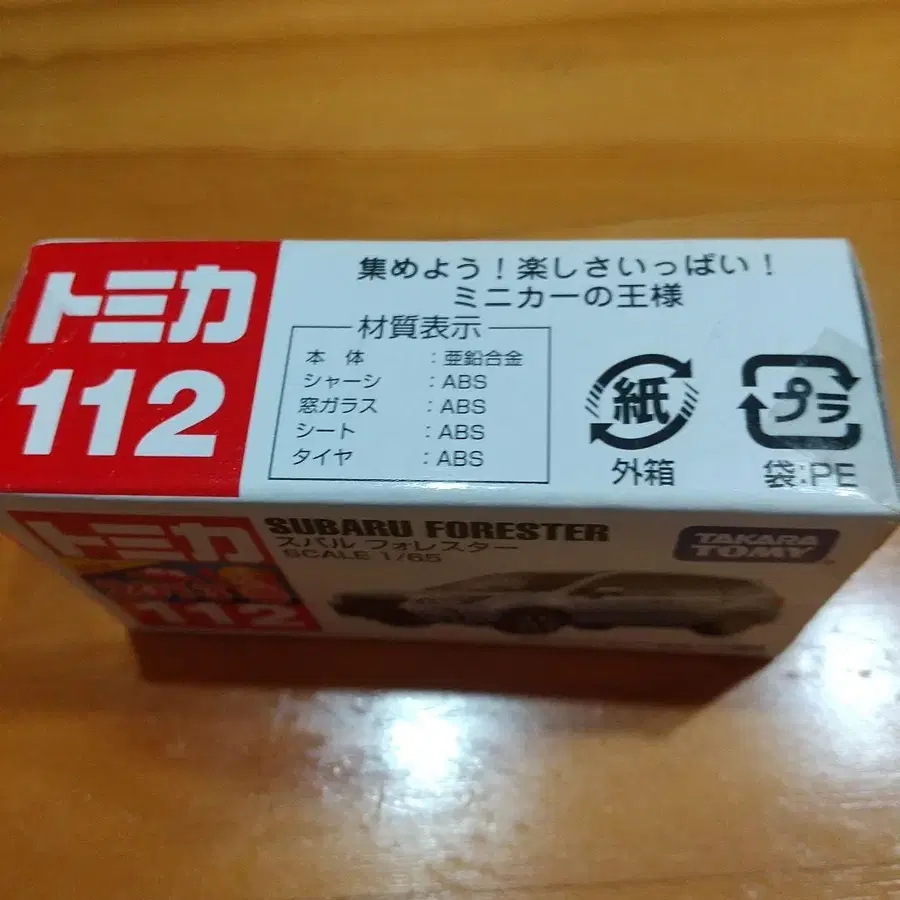 トミカ
112
集めよう！楽しさいっぱい！
ミニカーの王様
材質表示
本体：亜鉛合金
シャーシ：ABS
窓ガラス：ABS
シート：ABS
タイヤ：ABS
紙
外箱
プラ
袋:PE
トミカ
112
SUBARU FORESTER
スバル フォレスター
SCALE 1/65
TAKARA
TOMY